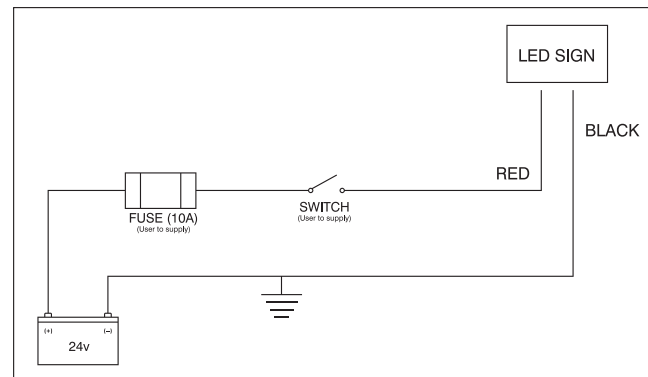 LED SIGN
BLACK
RED
FUSE (10A)
(User to supply)
SWITCH
(User to supply)
(+) (–)
24v